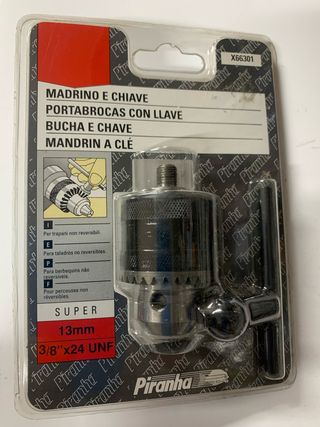 X66301
MADRINO E CHIAVE
PORTABROCAS CON LLAVE
BUCHA E CHAVE
MANDRIN A CLÉ
I
Per trapani non reversibili.
E
Para taladros no reversibles.
P
Para berbequins não
reversíveis.
F
Pour perceuses non
réversibles.
SUPER
13mm
3/8"x24 UNF
Piranha